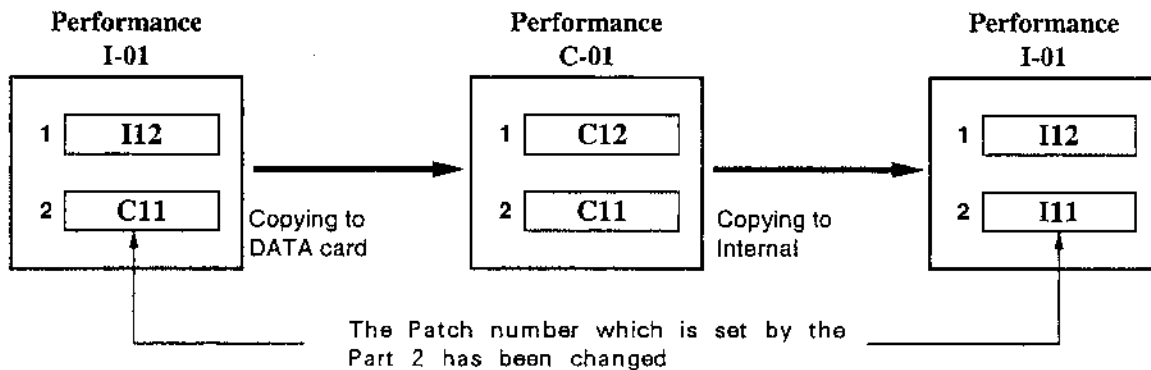 Performance
I-01
1 I12
2 C11
Copying to
DATA card
Performance
C-01
1 C12
2 C11
Copying to
Internal
Performance
I-01
1 I12
2 I11
The Patch number which is set by the
Part 2 has been changed